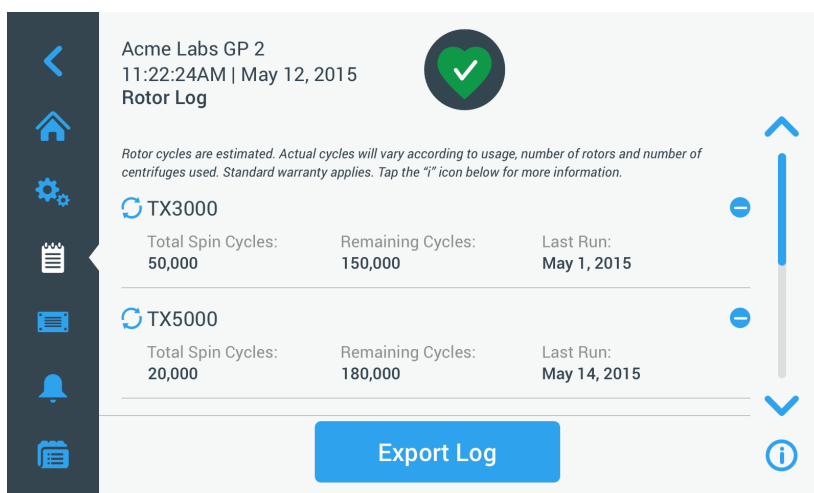 Acme Labs GP 2
11:22:24AM | May 12, 2015
Rotor Log
Rotor cycles are estimated. Actual cycles will vary according to usage, number of rotors and number of
centrifuges used. Standard warranty applies. Tap the “i” icon below for more information.
TX3000
Total Spin Cycles: Remaining Cycles: Last Run:
50,000 150,000 May 1, 2015
TX5000
Total Spin Cycles: Remaining Cycles: Last Run:
20,000 180,000 May 14, 2015
Export Log